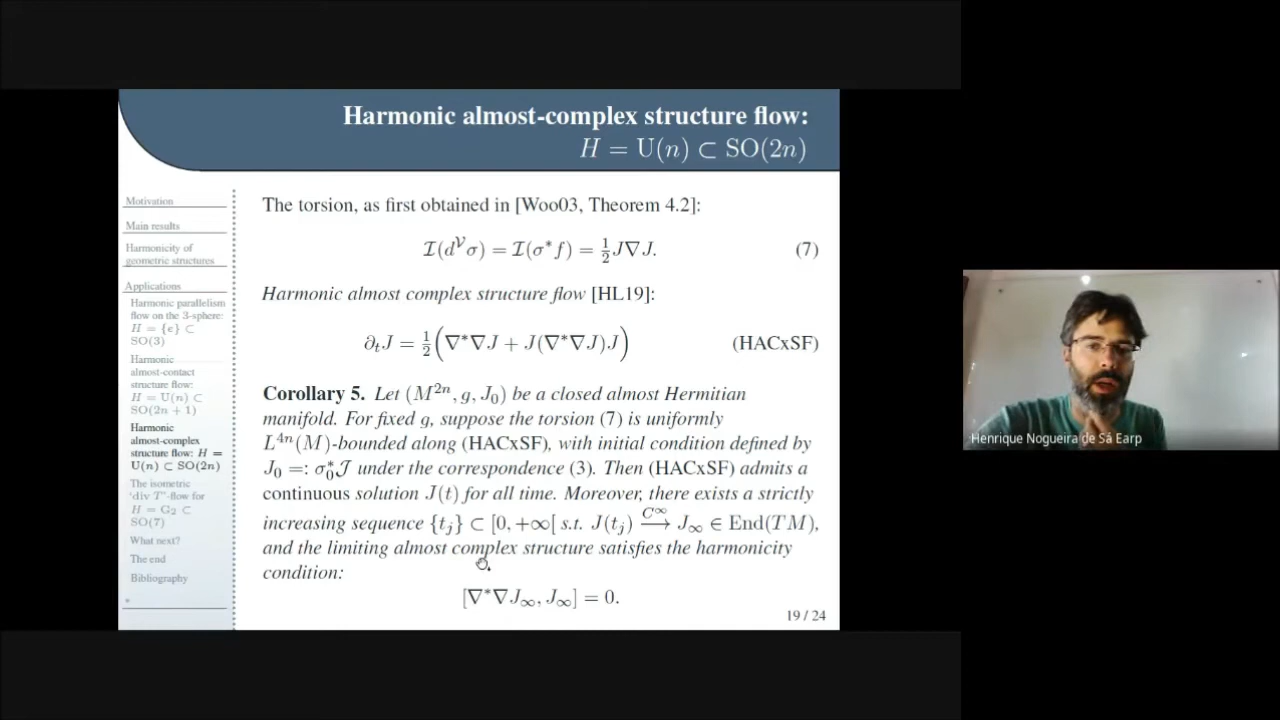 Harmonic almost-complex structure flow:
H = U(n) ⊂ SO(2n)
Motivation
Main results
Harmonicity of
geometric structures
Applications
Harmonic parallelism
flow on the 3-sphere:
H = {e} ⊂
SO(3)
Harmonic
almost-contact
structure flow:
H = U(n) ⊂
SO(2n + 1)
Harmonic
almost-complex
structure flow: H =
U(n) ⊂ SO(2n)
The isometric
'div T'-flow for
H = G₂ ⊂
SO(7)
What next?
The end
Bibliography
The torsion, as first obtained in [Woo03, Theorem 4.2]:
I(d^V σ) = I(σ*f) = ½J∇J. (7)
Harmonic almost complex structure flow [HL19]:
∂ₜJ = ½(∇*∇J + J(∇*∇J)J) (HACxSF)
Corollary 5. Let (M²ⁿ, g, J₀) be a closed almost Hermitian
manifold. For fixed g, suppose the torsion (7) is uniformly
L⁴ⁿ(M)-bounded along (HACxSF), with initial condition defined by
J₀ =: σ₀*𝒥 under the correspondence (3). Then (HACxSF) admits a
continuous solution J(t) for all time. Moreover, there exists a strictly
increasing sequence {tⱼ} ⊂ [0, +∞[ s.t. J(tⱼ) —C^∞→ J∞ ∈ End(TM),
and the limiting almost complex structure satisfies the harmonicity
condition:
[∇*∇J∞, J∞] = 0.
19 / 24
Henrique Nogueira de Sá Earp